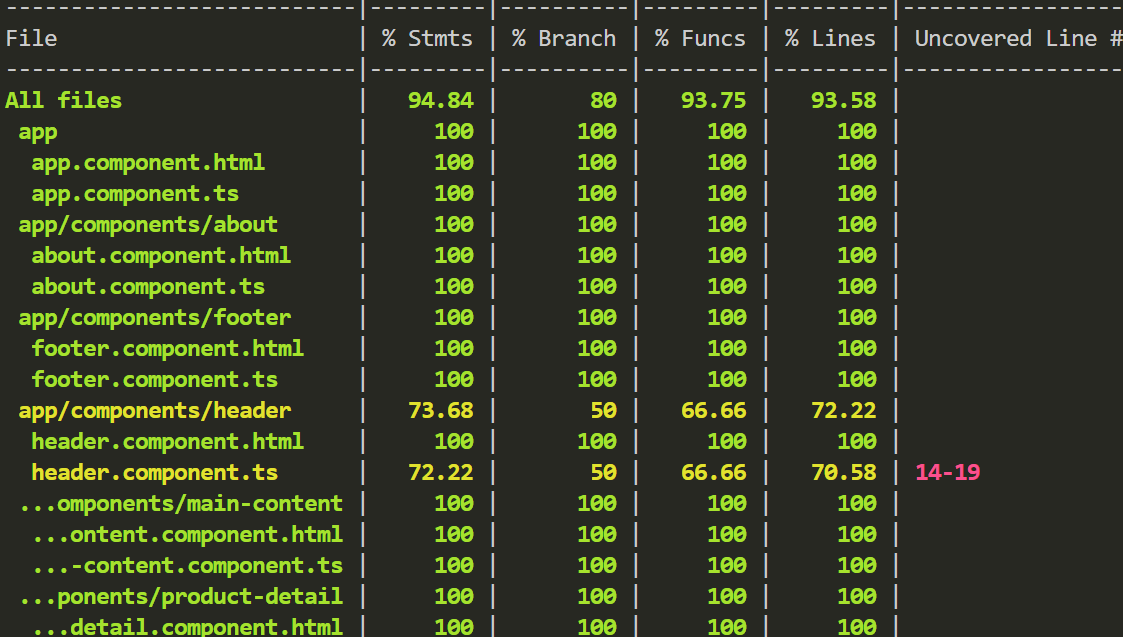 ---------------------------|---------|----------|---------|---------|-----------------
File                       | % Stmts | % Branch | % Funcs | % Lines | Uncovered Line #
---------------------------|---------|----------|---------|---------|-----------------
All files                  |   94.84 |       80 |   93.75 |   93.58 |
 app                       |     100 |      100 |     100 |     100 |
  app.component.html       |     100 |      100 |     100 |     100 |
  app.component.ts         |     100 |      100 |     100 |     100 |
 app/components/about      |     100 |      100 |     100 |     100 |
  about.component.html     |     100 |      100 |     100 |     100 |
  about.component.ts       |     100 |      100 |     100 |     100 |
 app/components/footer     |     100 |      100 |     100 |     100 |
  footer.component.html    |     100 |      100 |     100 |     100 |
  footer.component.ts      |     100 |      100 |     100 |     100 |
 app/components/header     |   73.68 |       50 |   66.66 |   72.22 |
  header.component.html    |     100 |      100 |     100 |     100 |
  header.component.ts      |   72.22 |       50 |   66.66 |   70.58 | 14-19
 ...omponents/main-content |     100 |      100 |     100 |     100 |
  ...ontent.component.html |     100 |      100 |     100 |     100 |
  ...-content.component.ts |     100 |      100 |     100 |     100 |
 ...ponents/product-detail |     100 |      100 |     100 |     100 |
  ...detail.component.html |     100 |      100 |     100 |     100 |